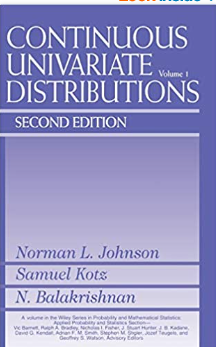 CONTINUOUS
UNIVARIATE Volume 1
DISTRIBUTIONS
SECOND EDITION
Norman L. Johnson
Samuel Kotz
N. Balakrishnan
A volume in the Wiley Series in Probability and Mathematical Statistics:
Applied Probability and Statistics Section—
Vic Barnett, Ralph A. Bradley, Nicholas I. Fisher, J. Stuart Hunter, J. B. Kadane,
David G. Kendall, Adrian F. M. Smith, Stephen M. Stigler, Jozef Teugels, and
Geoffrey S. Watson, Advisory Editors